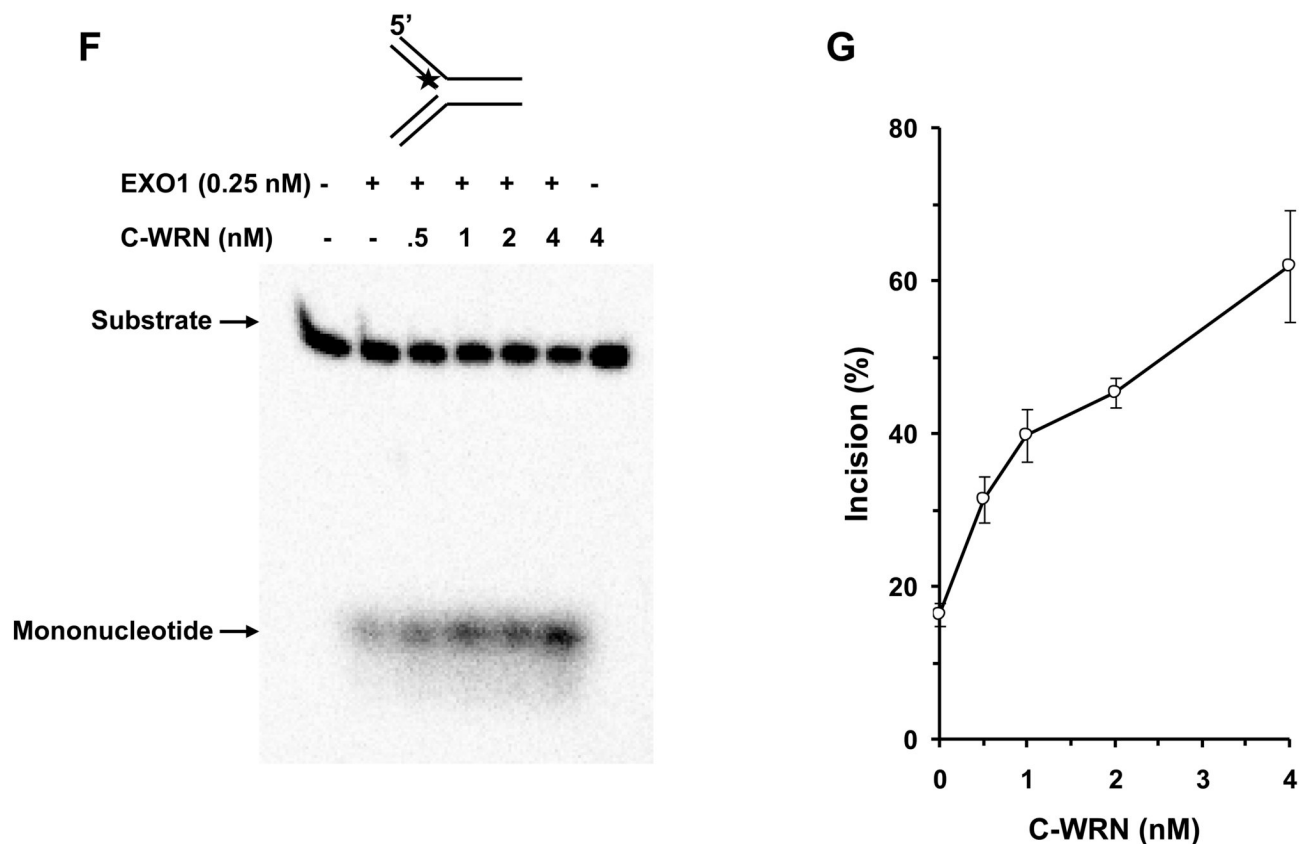 F
5’
EXO1 (0.25 nM) - + + + + + -
C-WRN (nM) - - .5 1 2 4 4
Substrate
Mononucleotide
G
80
60
40
20
0
Incision (%)
0 1 2 3 4
C-WRN (nM)